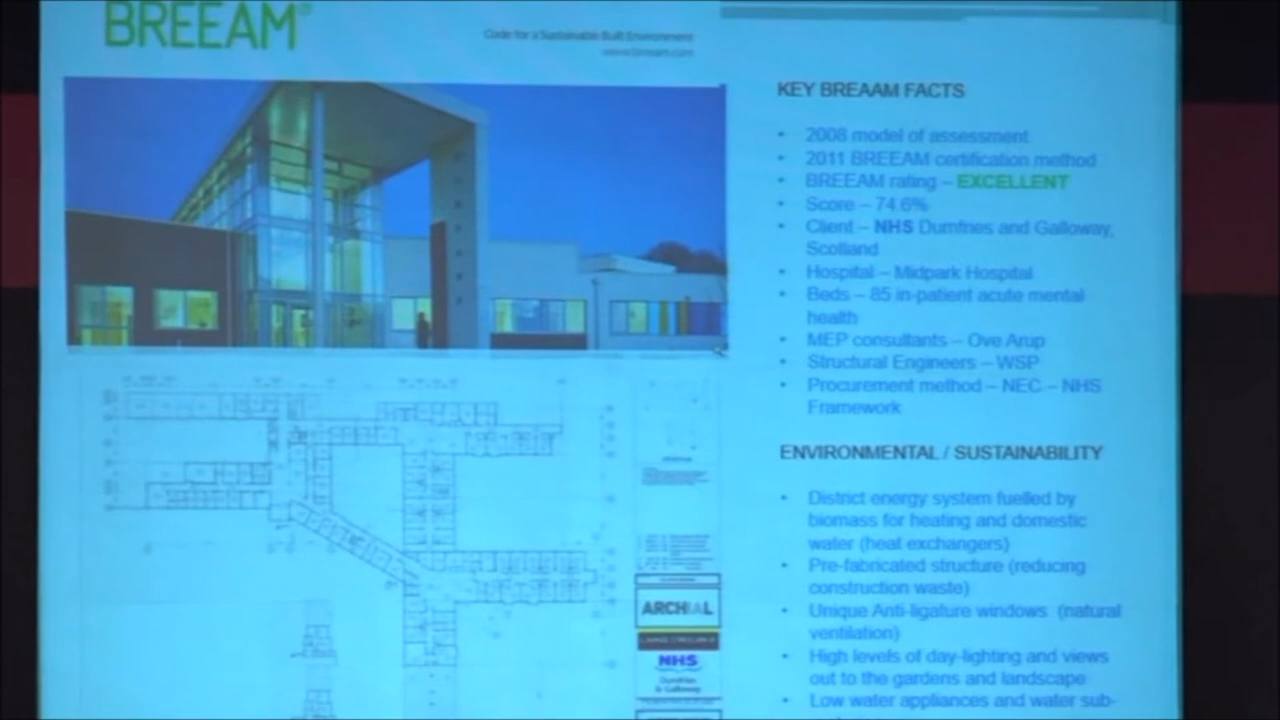 BREEAM®
Code for a Sustainable Built Environment
www.breeam.com
KEY BREAAM FACTS
• 2008 model of assessment
• 2011 BREEAM certification method
• BREEAM rating – EXCELLENT
• Score – 74.6%
• Client – NHS Dumfries and Galloway,
Scotland
• Hospital – Midpark Hospital
• Beds – 85 in-patient acute mental
health
• MEP consultants – Ove Arup
• Structural Engineers – WSP
• Procurement method – NEC – NHS
Framework
ENVIRONMENTAL / SUSTAINABILITY
• District energy system fuelled by
biomass for heating and domestic
water (heat exchangers)
• Pre-fabricated structure (reducing
construction waste)
• Unique Anti-ligature windows (natural
ventilation)
• High levels of day-lighting and views
out to the gardens and landscape
• Low water appliances and water sub-
ARCHIAL
NHS
Dumfries
& Galloway